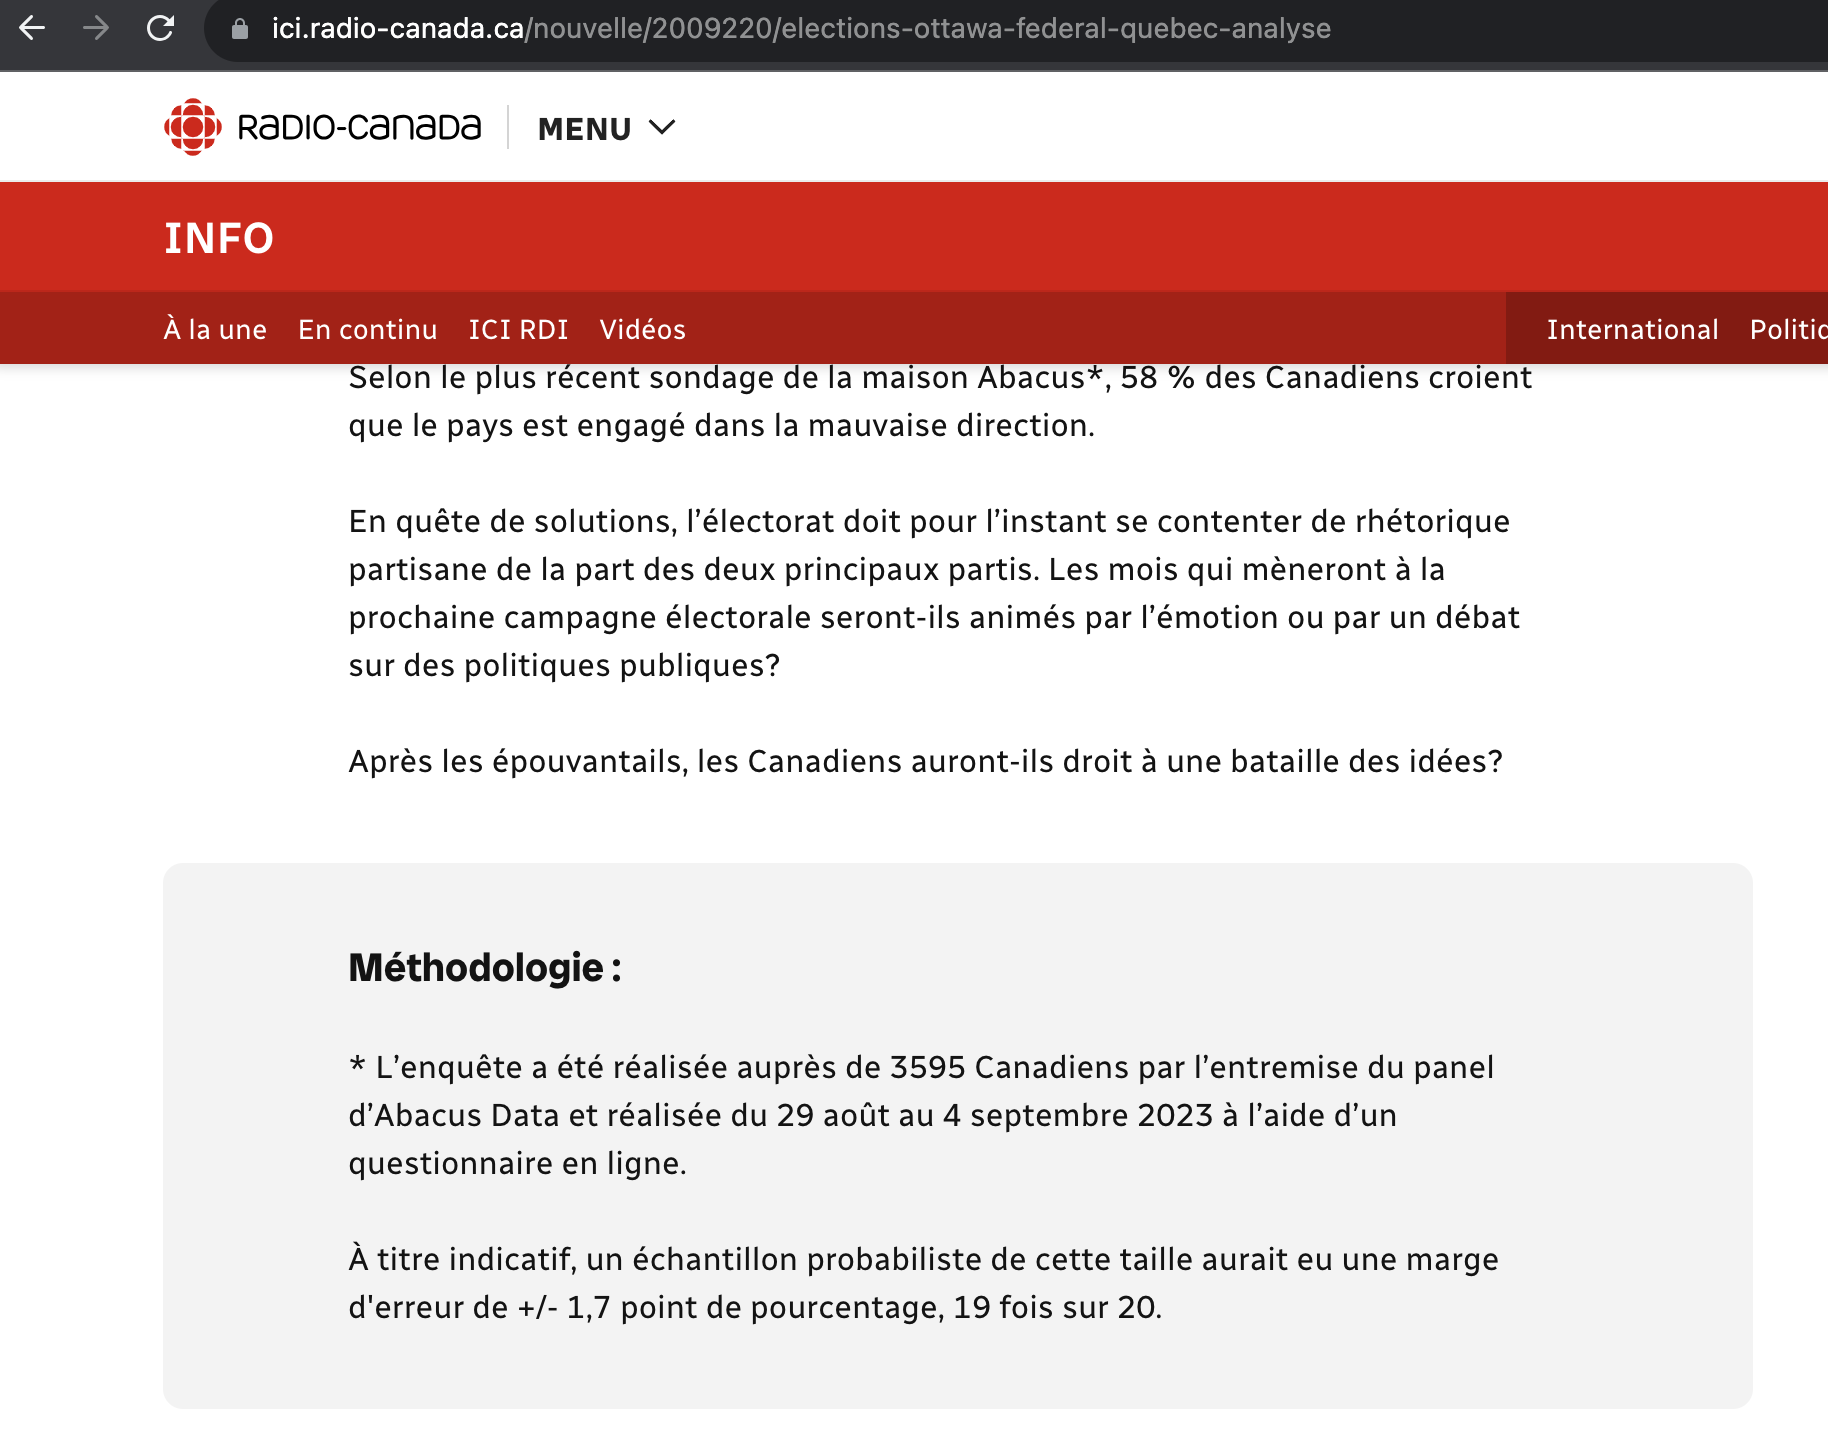 ici.radio-canada.ca/nouvelle/2009220/elections-ottawa-federal-quebec-analyse
RADIO-CANADA
MENU
INFO
À la une En continu ICI RDI Vidéos International
Selon le plus récent sondage de la maison Abacus*, 58 % des Canadiens croient
que le pays est engagé dans la mauvaise direction.
En quête de solutions, l’électorat doit pour l’instant se contenter de rhétorique
partisane de la part des deux principaux partis. Les mois qui mèneront à la
prochaine campagne électorale seront-ils animés par l’émotion ou par un débat
sur des politiques publiques?
Après les épouvantails, les Canadiens auront-ils droit à une bataille des idées?
Méthodologie :
* L’enquête a été réalisée auprès de 3595 Canadiens par l’entremise du panel
d’Abacus Data et réalisée du 29 août au 4 septembre 2023 à l’aide d’un
questionnaire en ligne.
À titre indicatif, un échantillon probabiliste de cette taille aurait eu une marge
d'erreur de +/- 1,7 point de pourcentage, 19 fois sur 20.